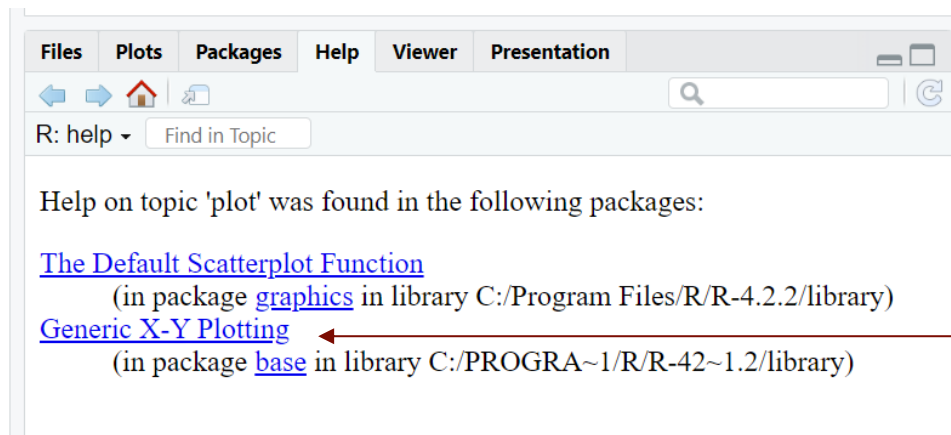 Files Plots Packages Help Viewer Presentation
R: help Find in Topic
Help on topic 'plot' was found in the following packages:
The Default Scatterplot Function
(in package graphics in library C:/Program Files/R/R-4.2.2/library)
Generic X-Y Plotting
(in package base in library C:/PROGRA~1/R/R-42~1.2/library)